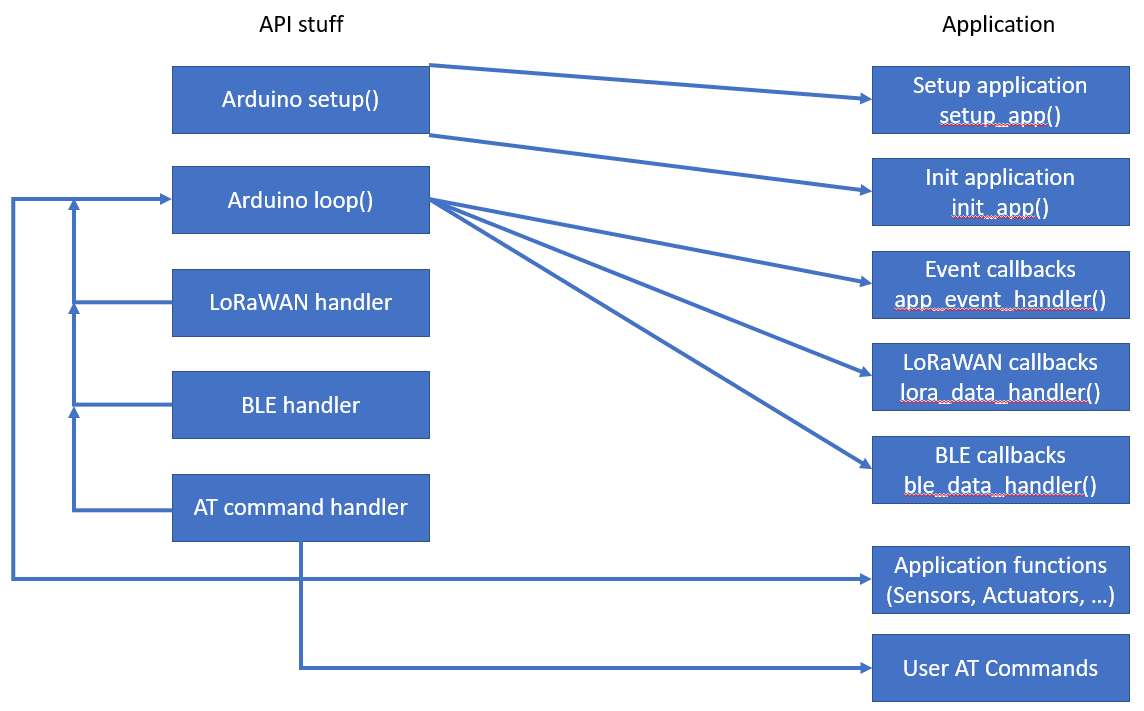 API stuff
Application
Arduino setup()
Arduino loop()
LoRaWAN handler
BLE handler
AT command handler
Setup application
setup_app()
Init application
init_app()
Event callbacks
app_event_handler()
LoRaWAN callbacks
lora_data_handler()
BLE callbacks
ble_data_handler()
Application functions
(Sensors, Actuators, ...)
User AT Commands